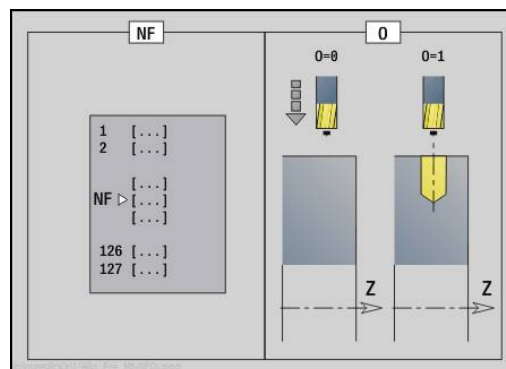 NF
1 [...]
2 [...]
[...]
NF [...]
[...]
126 [...]
127 [...]
O
O=0 O=1
Z Z